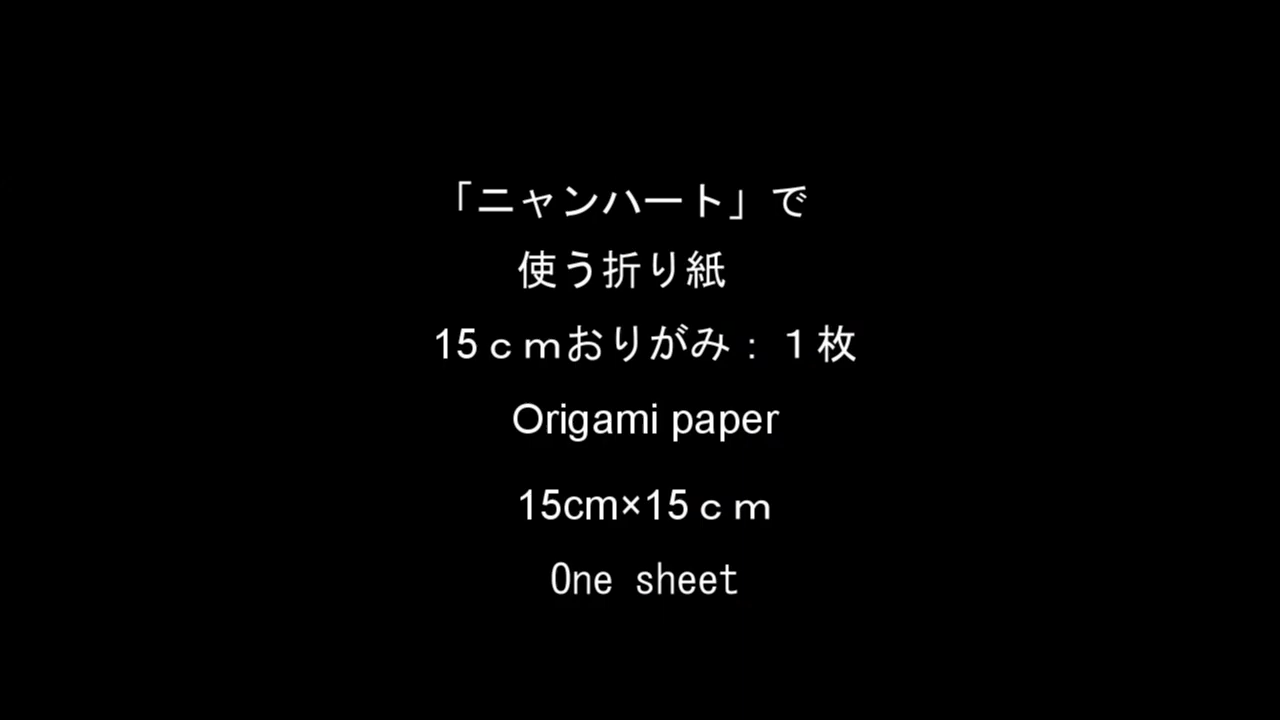 「ニャンハート」で
使う折り紙
15ｃｍおりがみ：１枚
Origami paper
15cm×15ｃｍ
One sheet